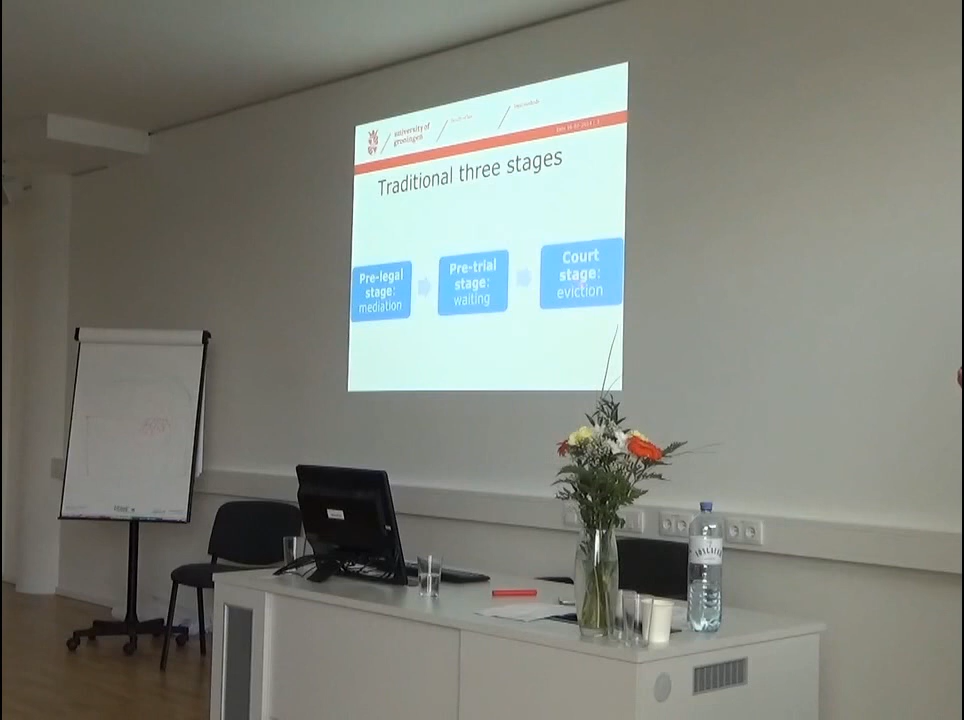 university of
groningen
Traditional three stages
Pre-legal
stage:
mediation
Pre-trial
stage:
waiting
Court
stage:
eviction